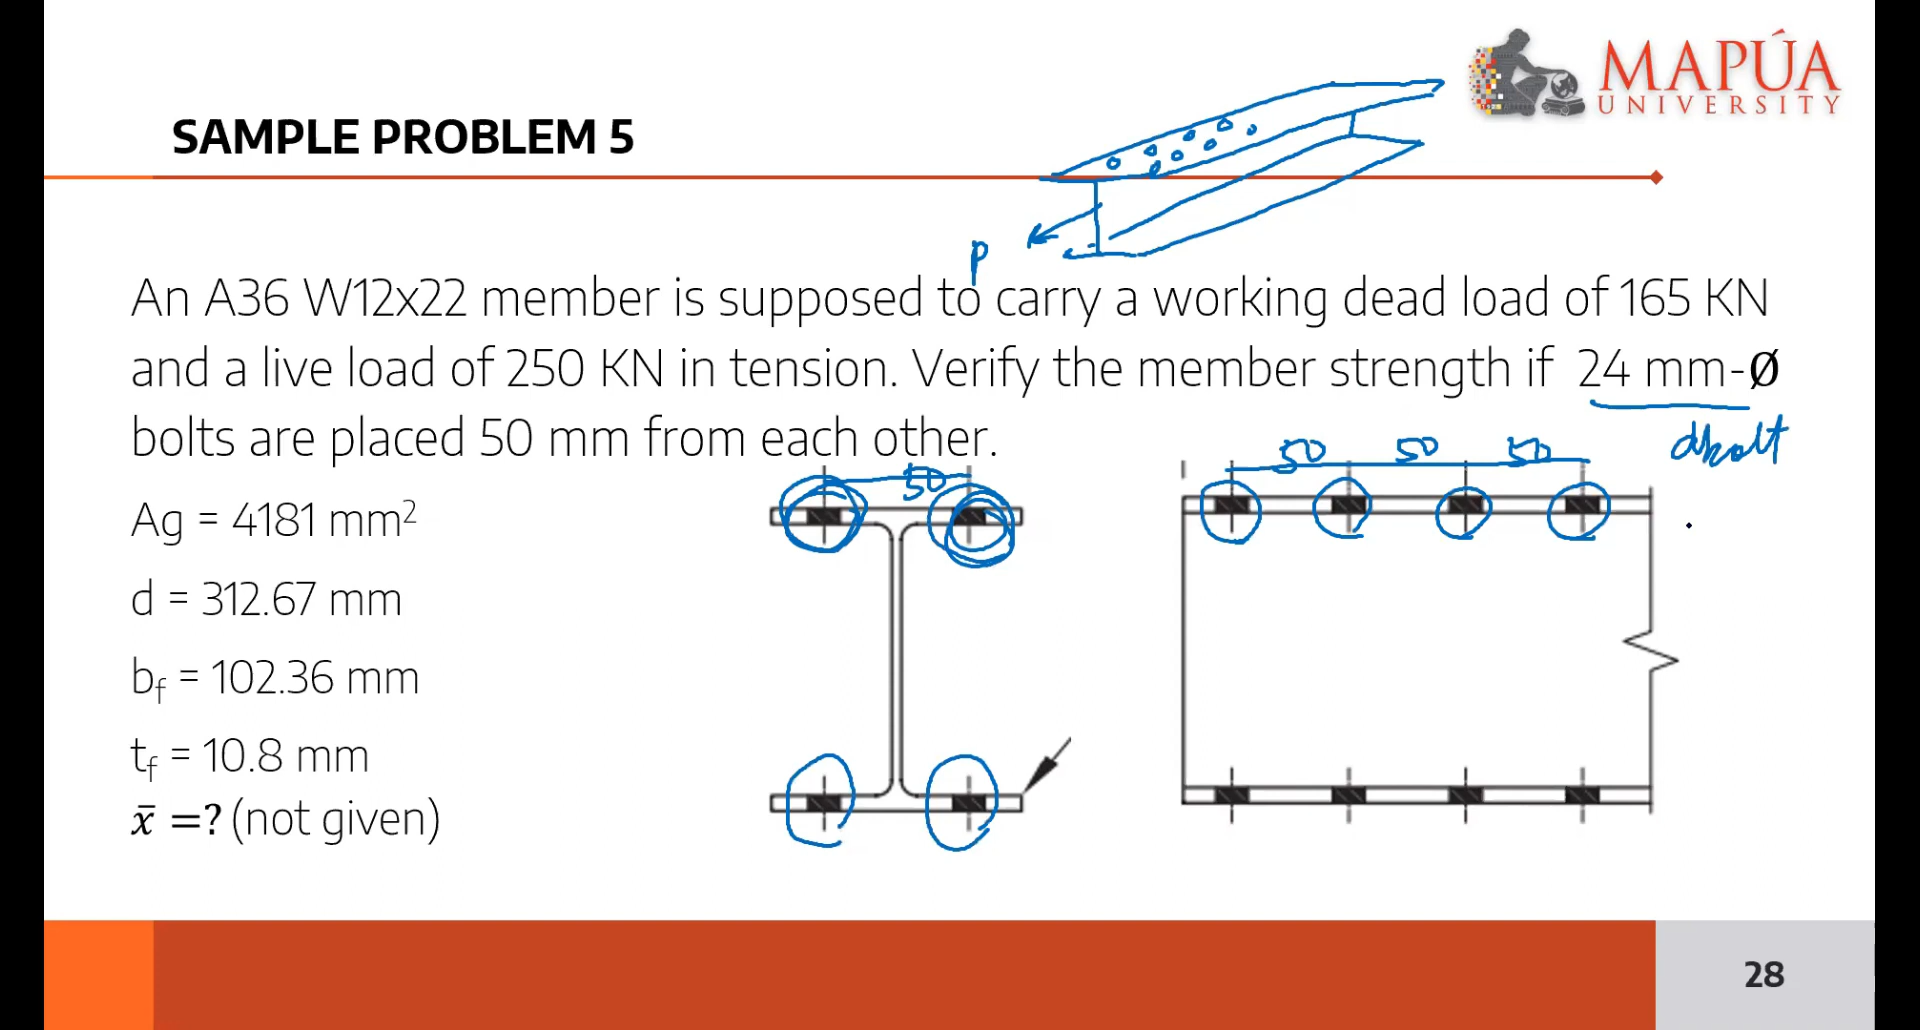 MAPÚA
UNIVERSITY
SAMPLE PROBLEM 5
P
An A36 W12x22 member is supposed to carry a working dead load of 165 KN
and a live load of 250 KN in tension. Verify the member strength if 24 mm-Ø
bolts are placed 50 mm from each other.
dbolt
50
50 50 50
Ag = 4181 mm²
d = 312.67 mm
bf = 102.36 mm
tf = 10.8 mm
x̄ =? (not given)
28